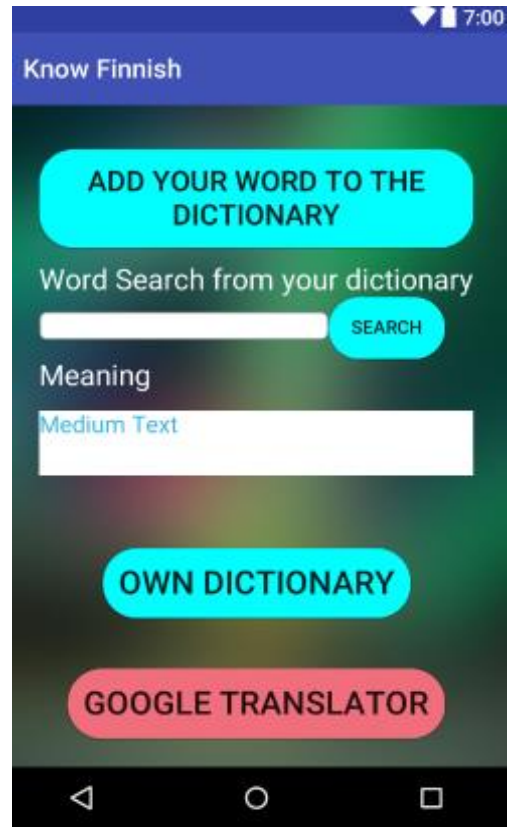 7:00
Know Finnish
ADD YOUR WORD TO THE
DICTIONARY
Word Search from your dictionary
SEARCH
Meaning
Medium Text
OWN DICTIONARY
GOOGLE TRANSLATOR